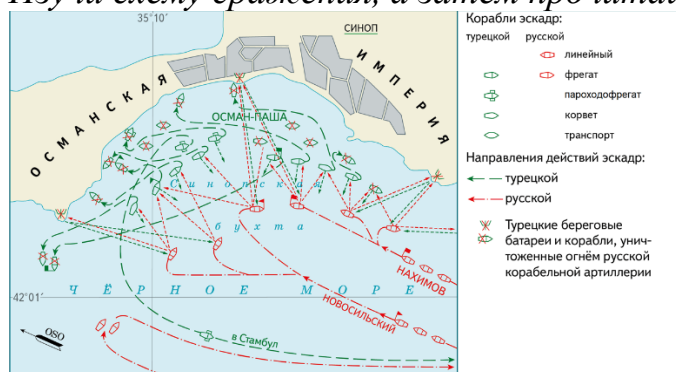 Изучи схему сражения, а затем прочитай
35°10'
СИНОП
ОСМАНСКАЯ
ИМПЕРИЯ
ОСМАН-ПАША
Синопская
бухта
НАХИМОВ
НОВОСИЛЬСКИЙ
42°01'
ЧЁРНОЕ МОРЕ
OSO
в Стамбул
Корабли эскадр:
турецкой русской
линейный
фрегат
пароходофрегат
корвет
транспорт
Направления действий эскадр:
турецкой
русской
Турецкие береговые
батареи и корабли, унич-
тоженные огнём русской
корабельной артиллерии